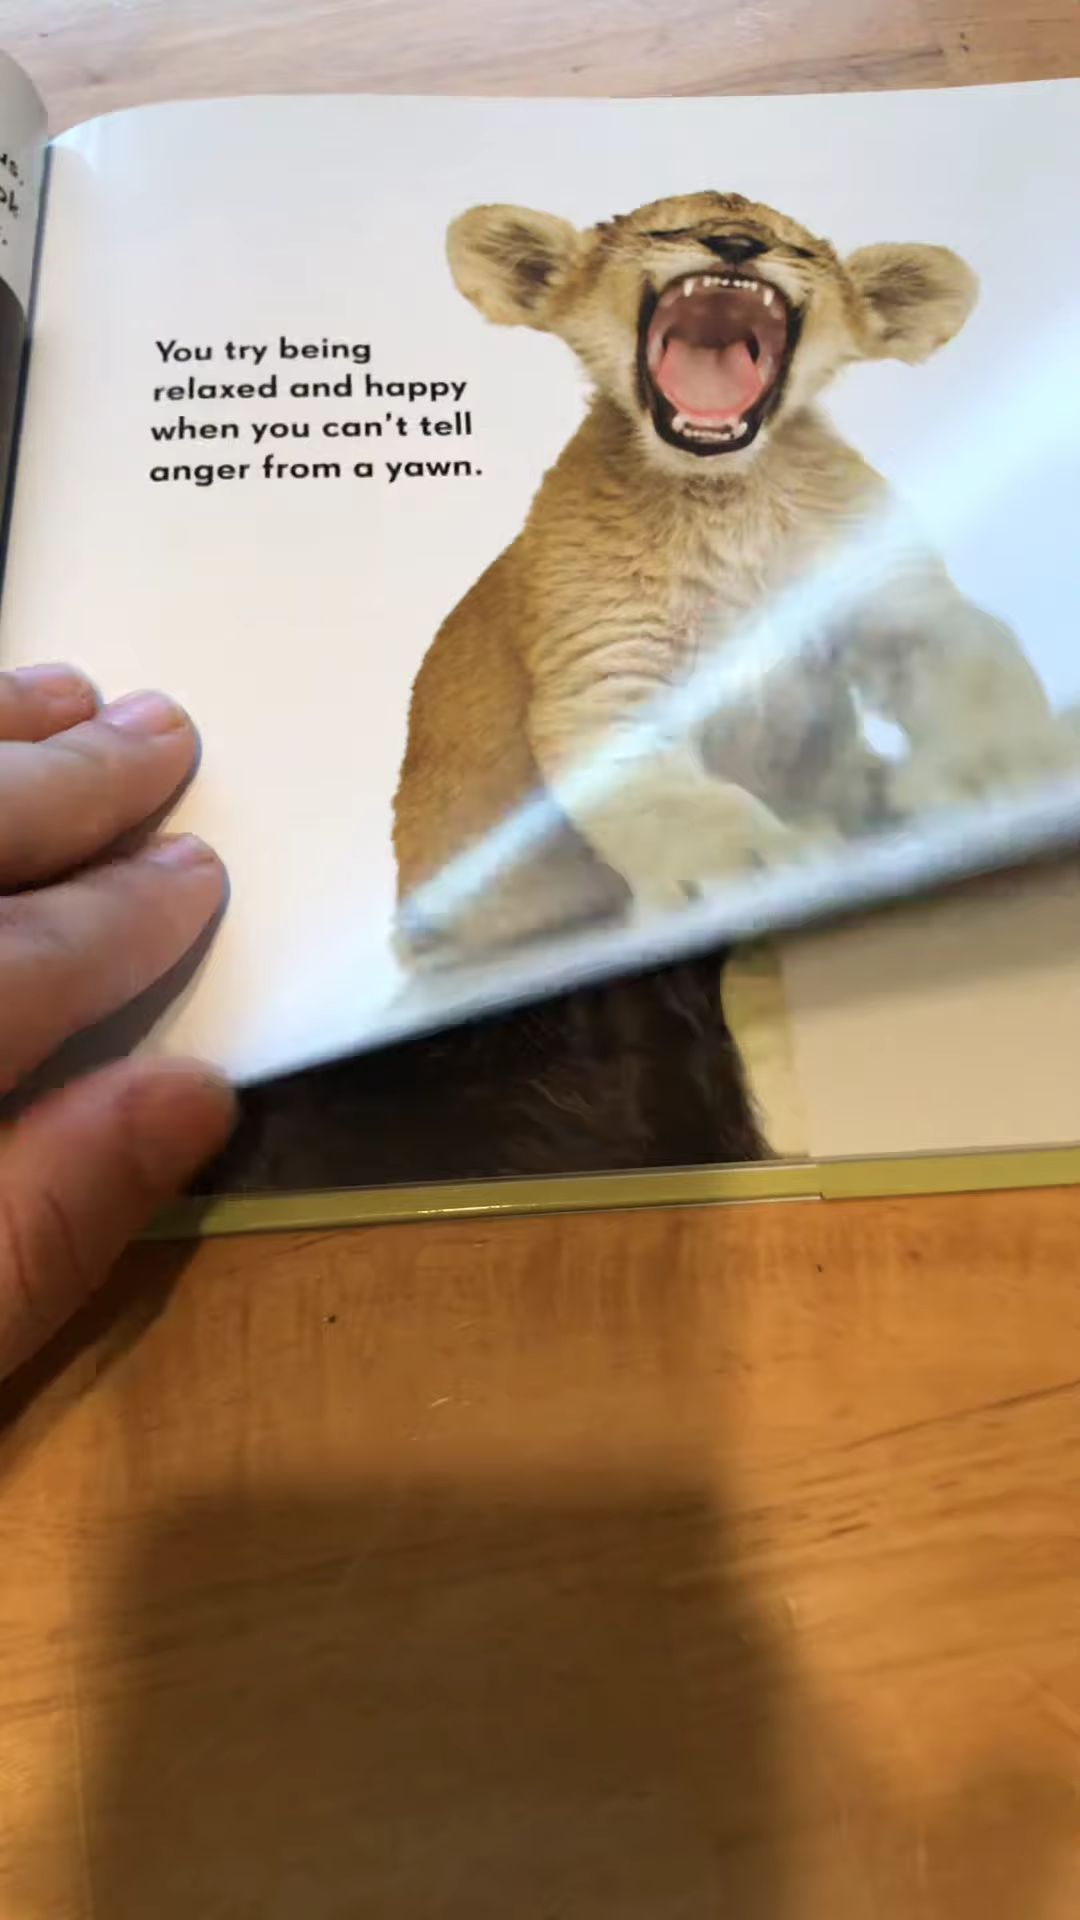 You try being
relaxed and happy
when you can't tell
anger from a yawn.